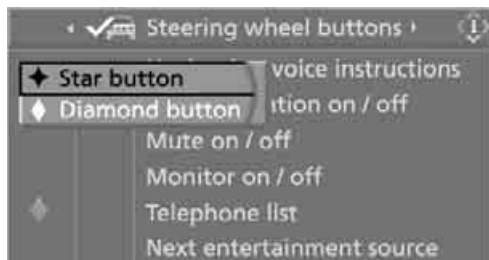 Steering wheel buttons
voice instructions
Star button
ation on / off
Diamond button
Mute on / off
Monitor on / off
Telephone list
Next entertainment source